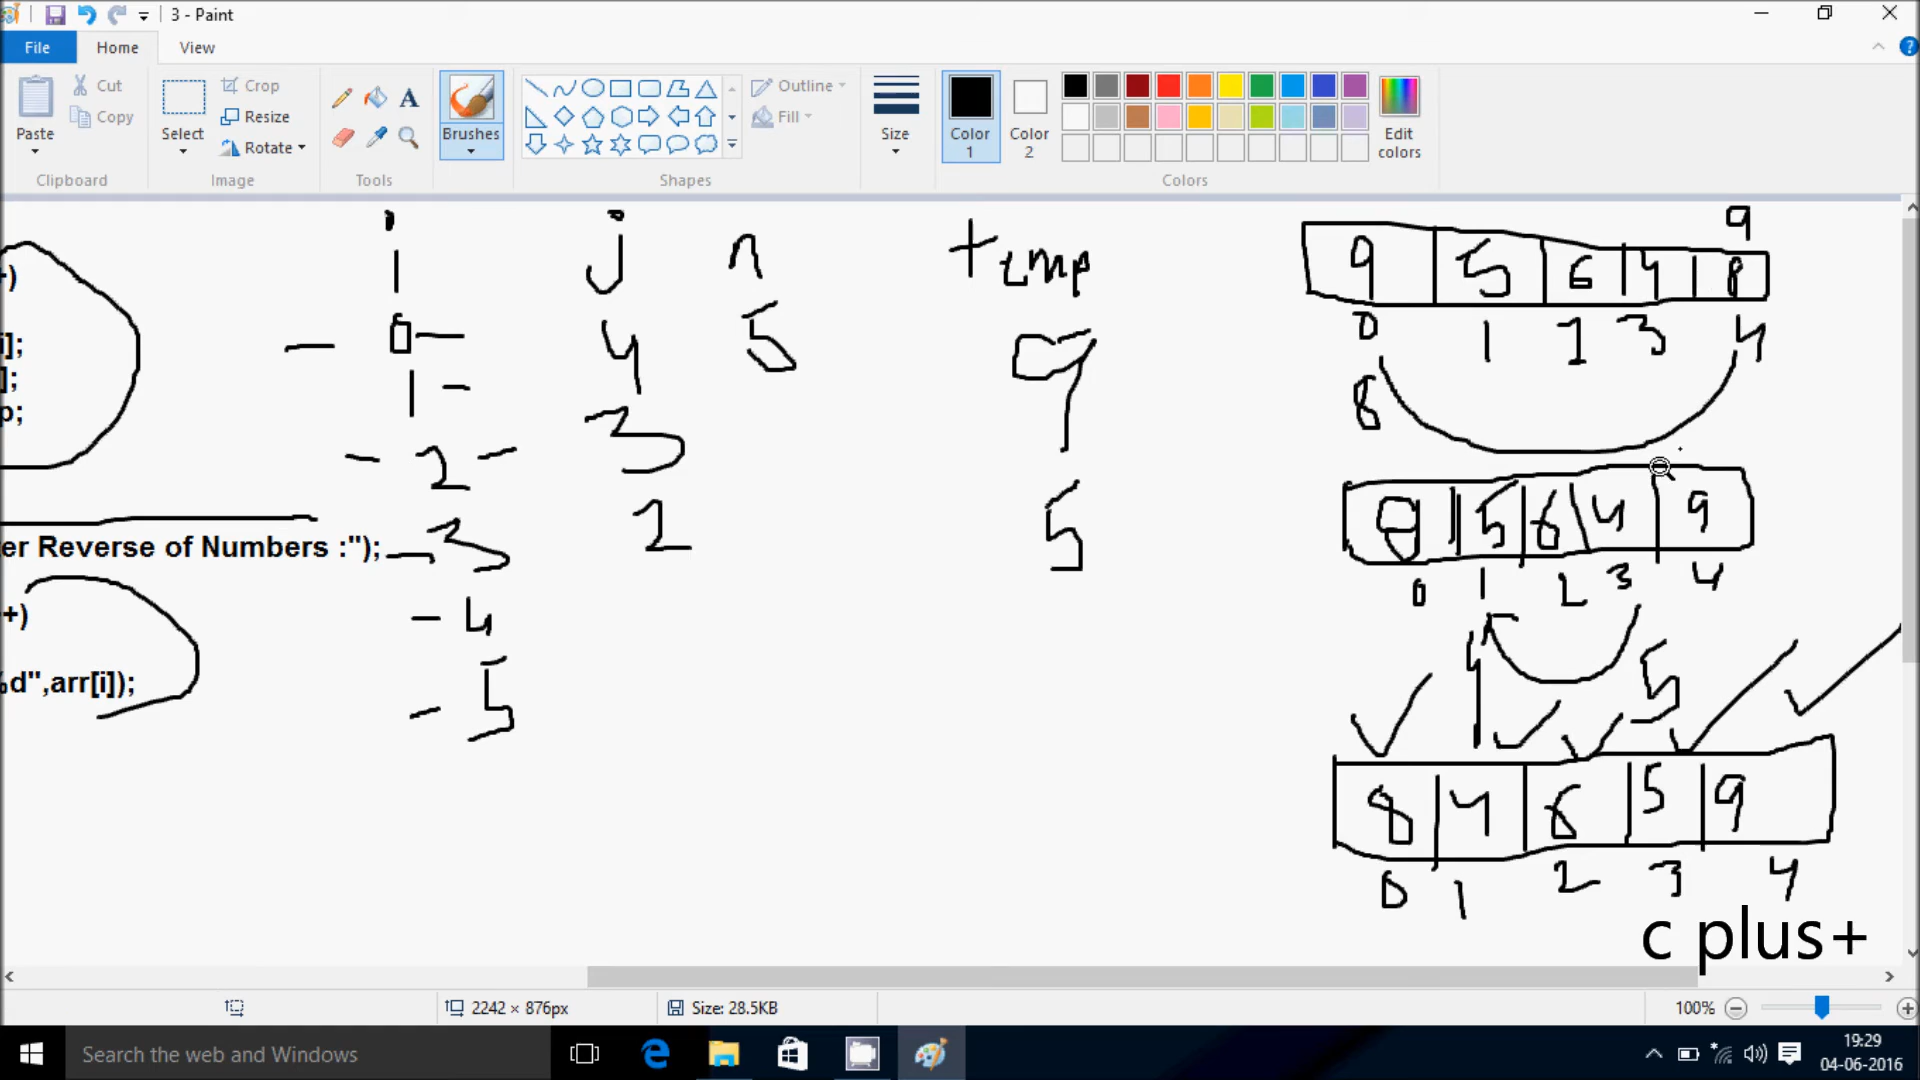 3 - Paint
File Home View
Paste
Cut
Copy
Clipboard
Select
Crop
Resize
Rotate
Image
Tools
Brushes
Shapes
Outline
Fill
Size
Color 1
Color 2
Edit colors
Colors
i j n temp
0 4 5 9
1 3
2 2 5
3
4
5
+)
i];
];
p;
er Reverse of Numbers :");
+)
%d",arr[i]);
9
9 5 6 4 8
0 1 2 3 4
8
8 5 6 4 9
0 1 2 3 4
4 5
8 4 6 5 9
0 1 2 3 4
c plus+
2242 × 876px
Size: 28.5KB
100%
Search the web and Windows
19:29
04-06-2016